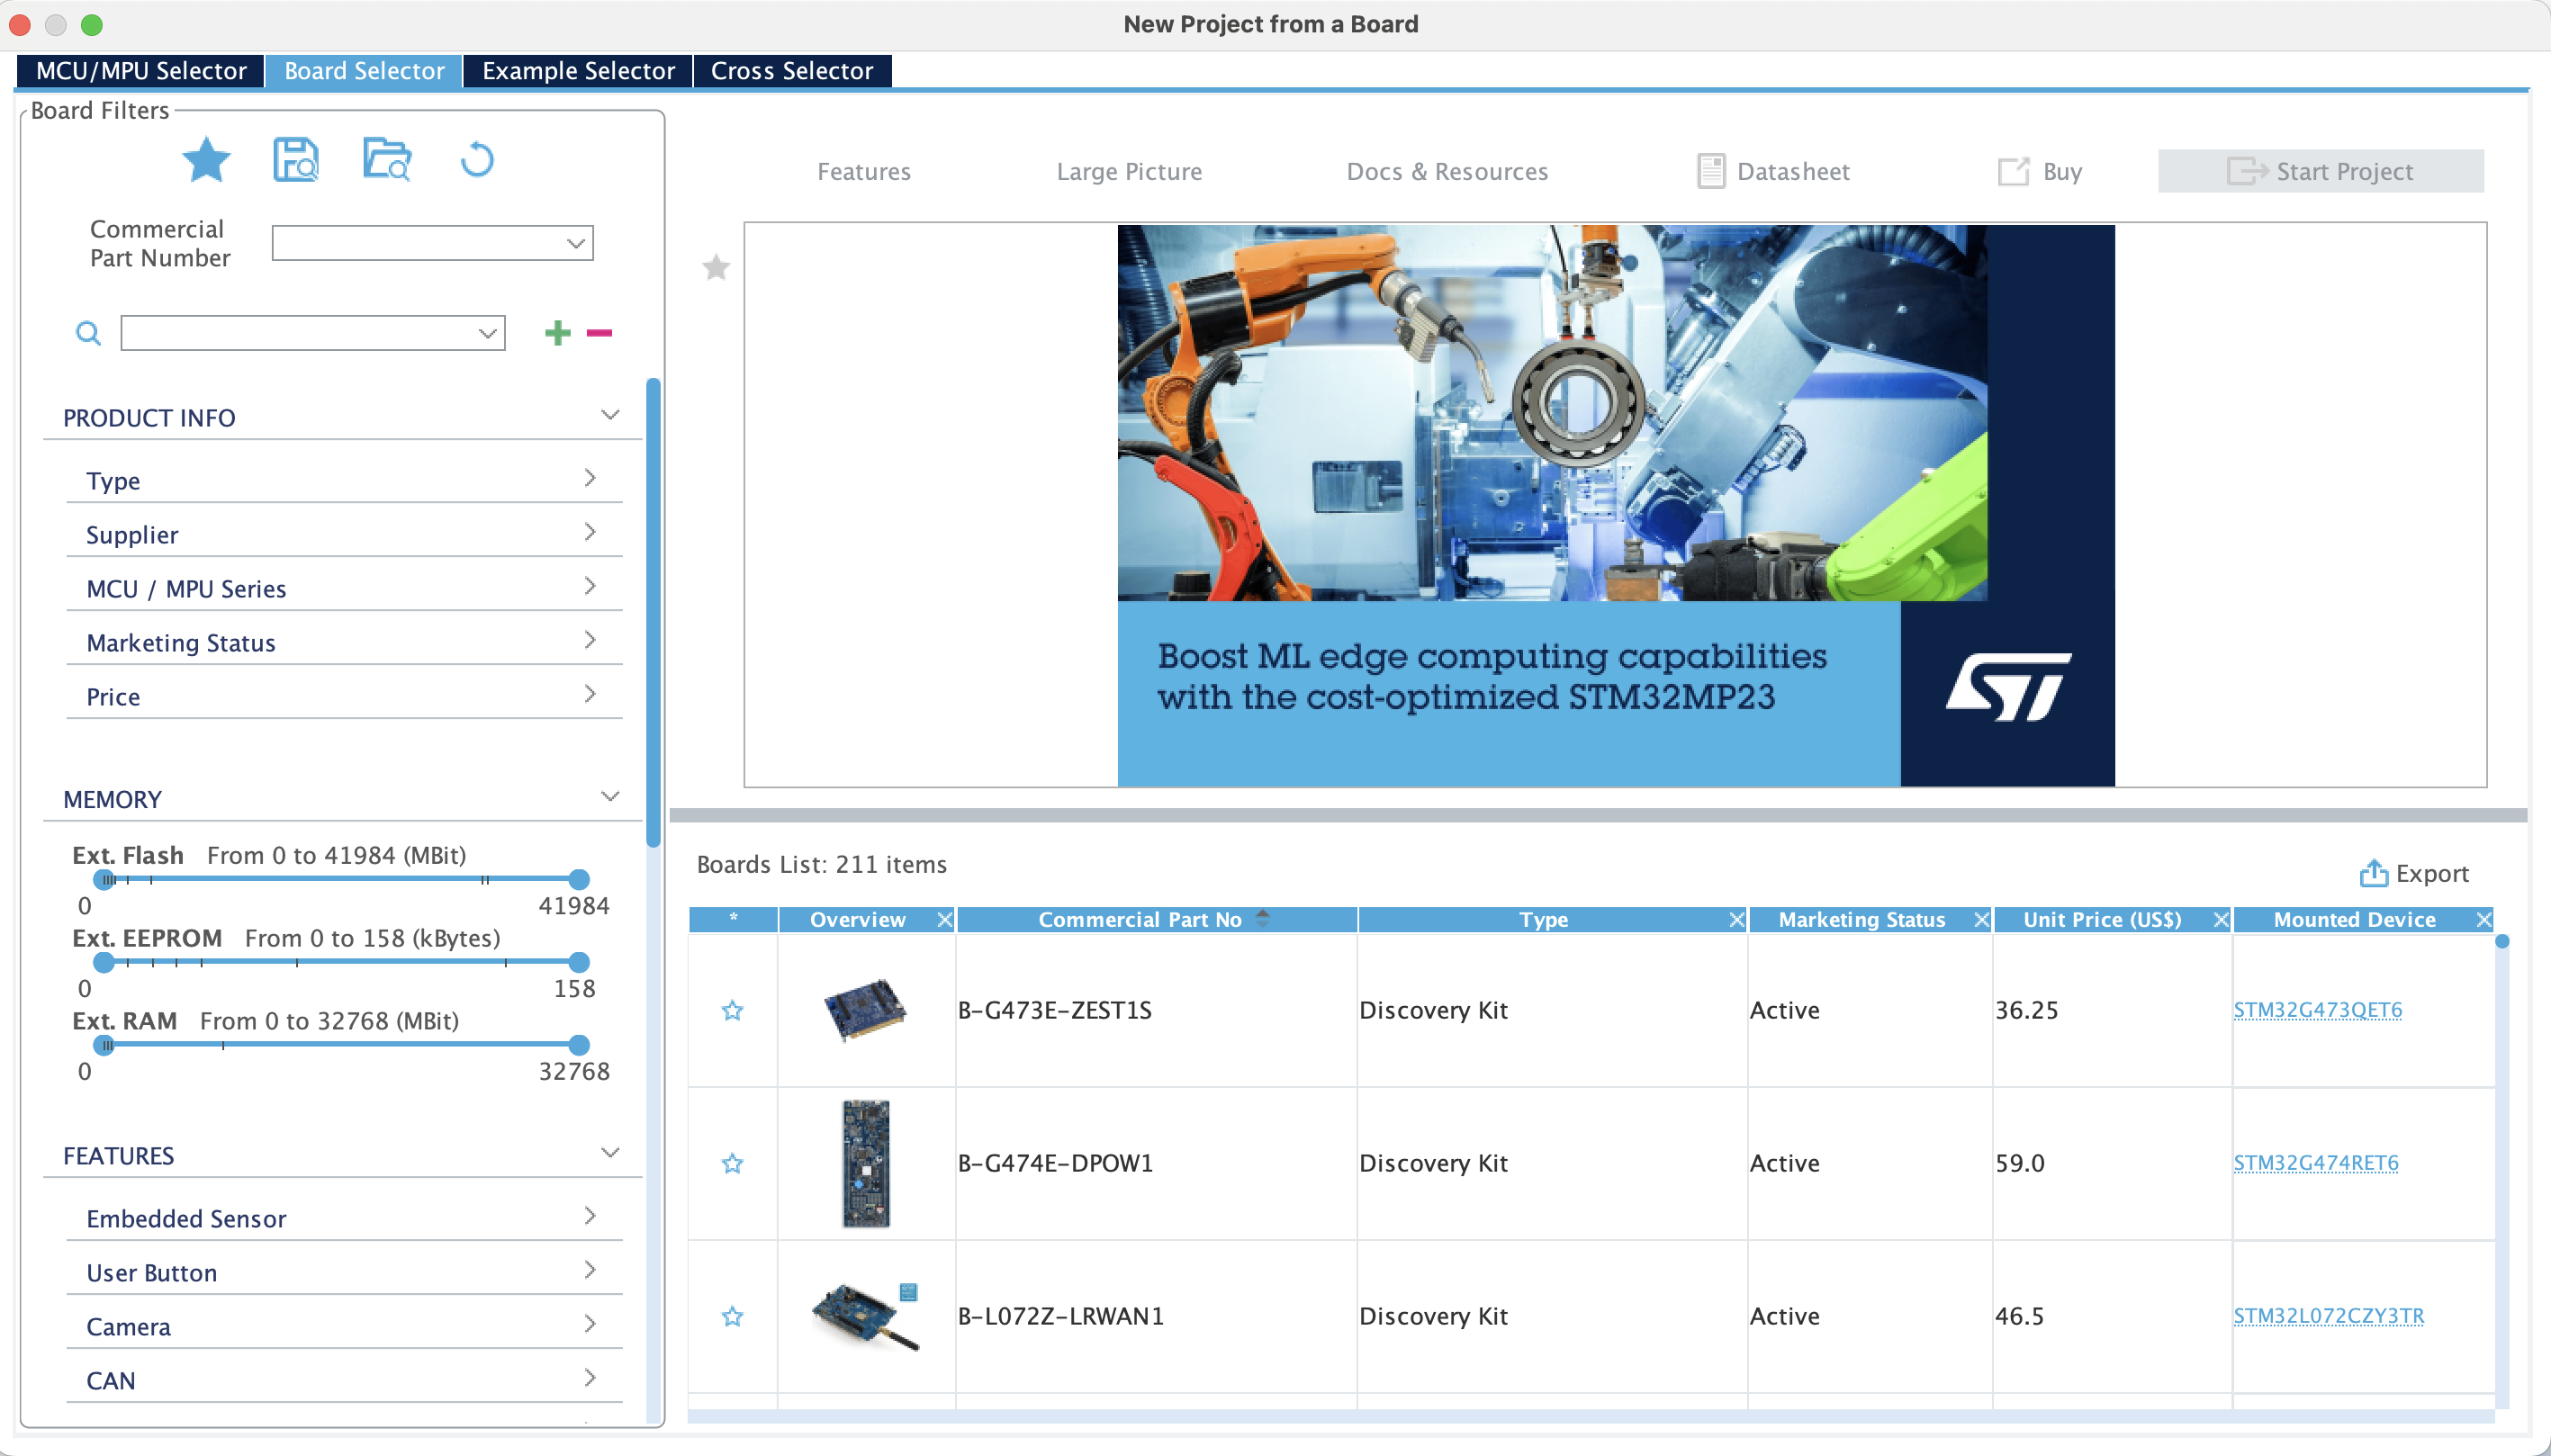 New Project from a Board
MCU/MPU Selector
Board Selector
Example Selector
Cross Selector
Board Filters
Commercial
Part Number
PRODUCT INFO
Type
Supplier
MCU / MPU Series
Marketing Status
Price
MEMORY
Ext. Flash From 0 to 41984 (MBit)
0 41984
Ext. EEPROM From 0 to 158 (kBytes)
0 158
Ext. RAM From 0 to 32768 (MBit)
0 32768
FEATURES
Embedded Sensor
User Button
Camera
CAN
Features
Large Picture
Docs & Resources
Datasheet
Buy
Start Project
Boost ML edge computing capabilities
with the cost-optimized STM32MP23
ST
Boards List: 211 items
Export
* Overview Commercial Part No Type Marketing Status Unit Price (US$) Mounted Device
B-G473E-ZEST1S Discovery Kit Active 36.25 STM32G473QET6
B-G474E-DPOW1 Discovery Kit Active 59.0 STM32G474RET6
B-L072Z-LRWAN1 Discovery Kit Active 46.5 STM32L072CZY3TR